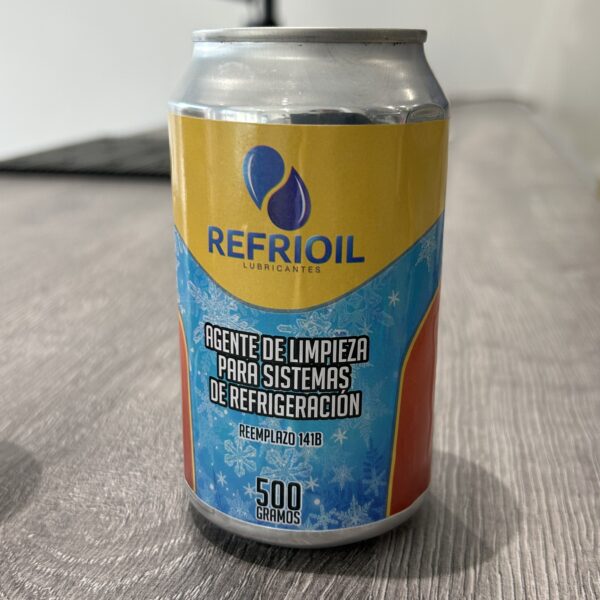 REFRIOIL
LUBRICANTES
AGENTE DE LIMPIEZA
PARA SISTEMAS
DE REFRIGERACIÓN
REEMPLAZO 141B
500
GRAMOS